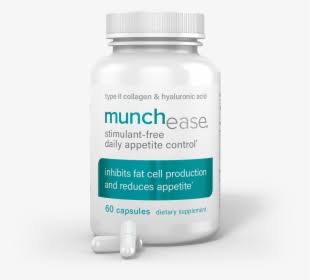 type II collagen & hyaluronic acid
munchease®
stimulant-free
daily appetite control*
inhibits fat cell production
and reduces appetite*
60 capsules dietary supplement